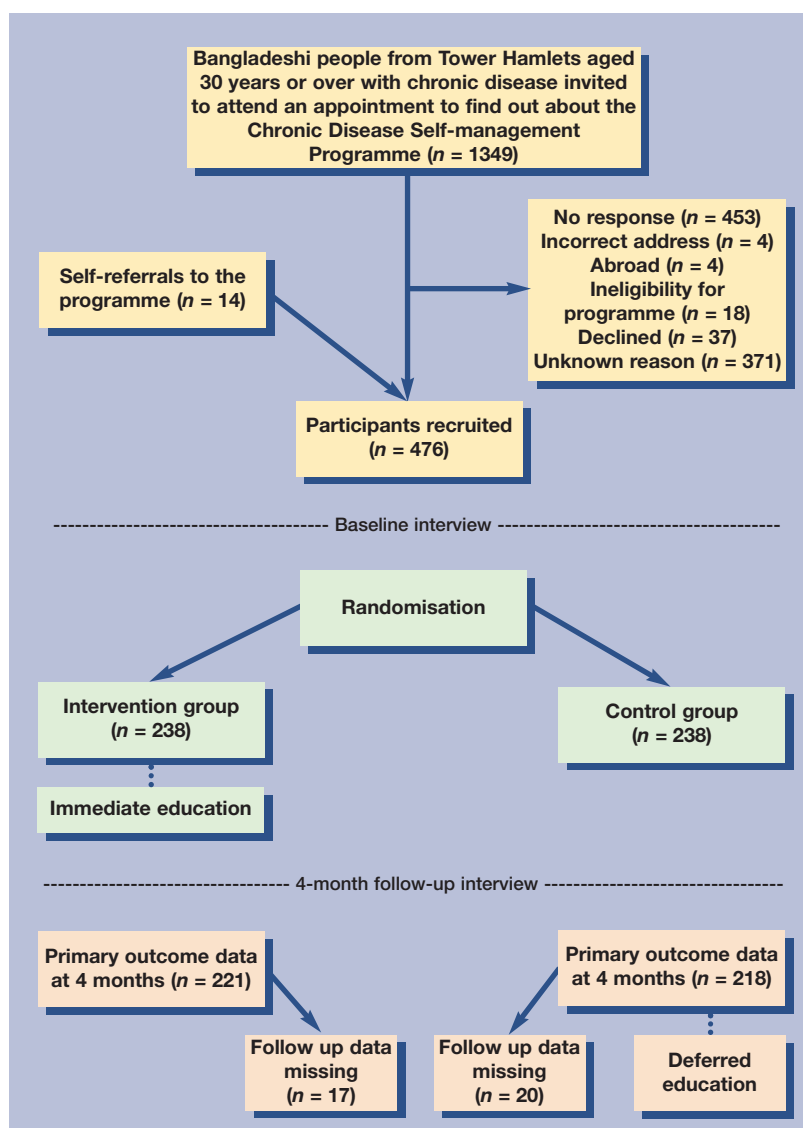 Bangladeshi people from Tower Hamlets aged
30 years or over with chronic disease invited
to attend an appointment to find out about the
Chronic Disease Self-management
Programme (n = 1349)
No response (n = 453)
Incorrect address (n = 4)
Abroad (n = 4)
Ineligibility for
programme (n = 18)
Declined (n = 37)
Unknown reason (n = 371)
Self-referrals to the
programme (n = 14)
Participants recruited
(n = 476)
Baseline interview
Randomisation
Intervention group
(n = 238)
Control group
(n = 238)
Immediate education
4-month follow-up interview
Primary outcome data
at 4 months (n = 221)
Primary outcome data
at 4 months (n = 218)
Follow up data
missing
(n = 17)
Follow up data
missing
(n = 20)
Deferred
education